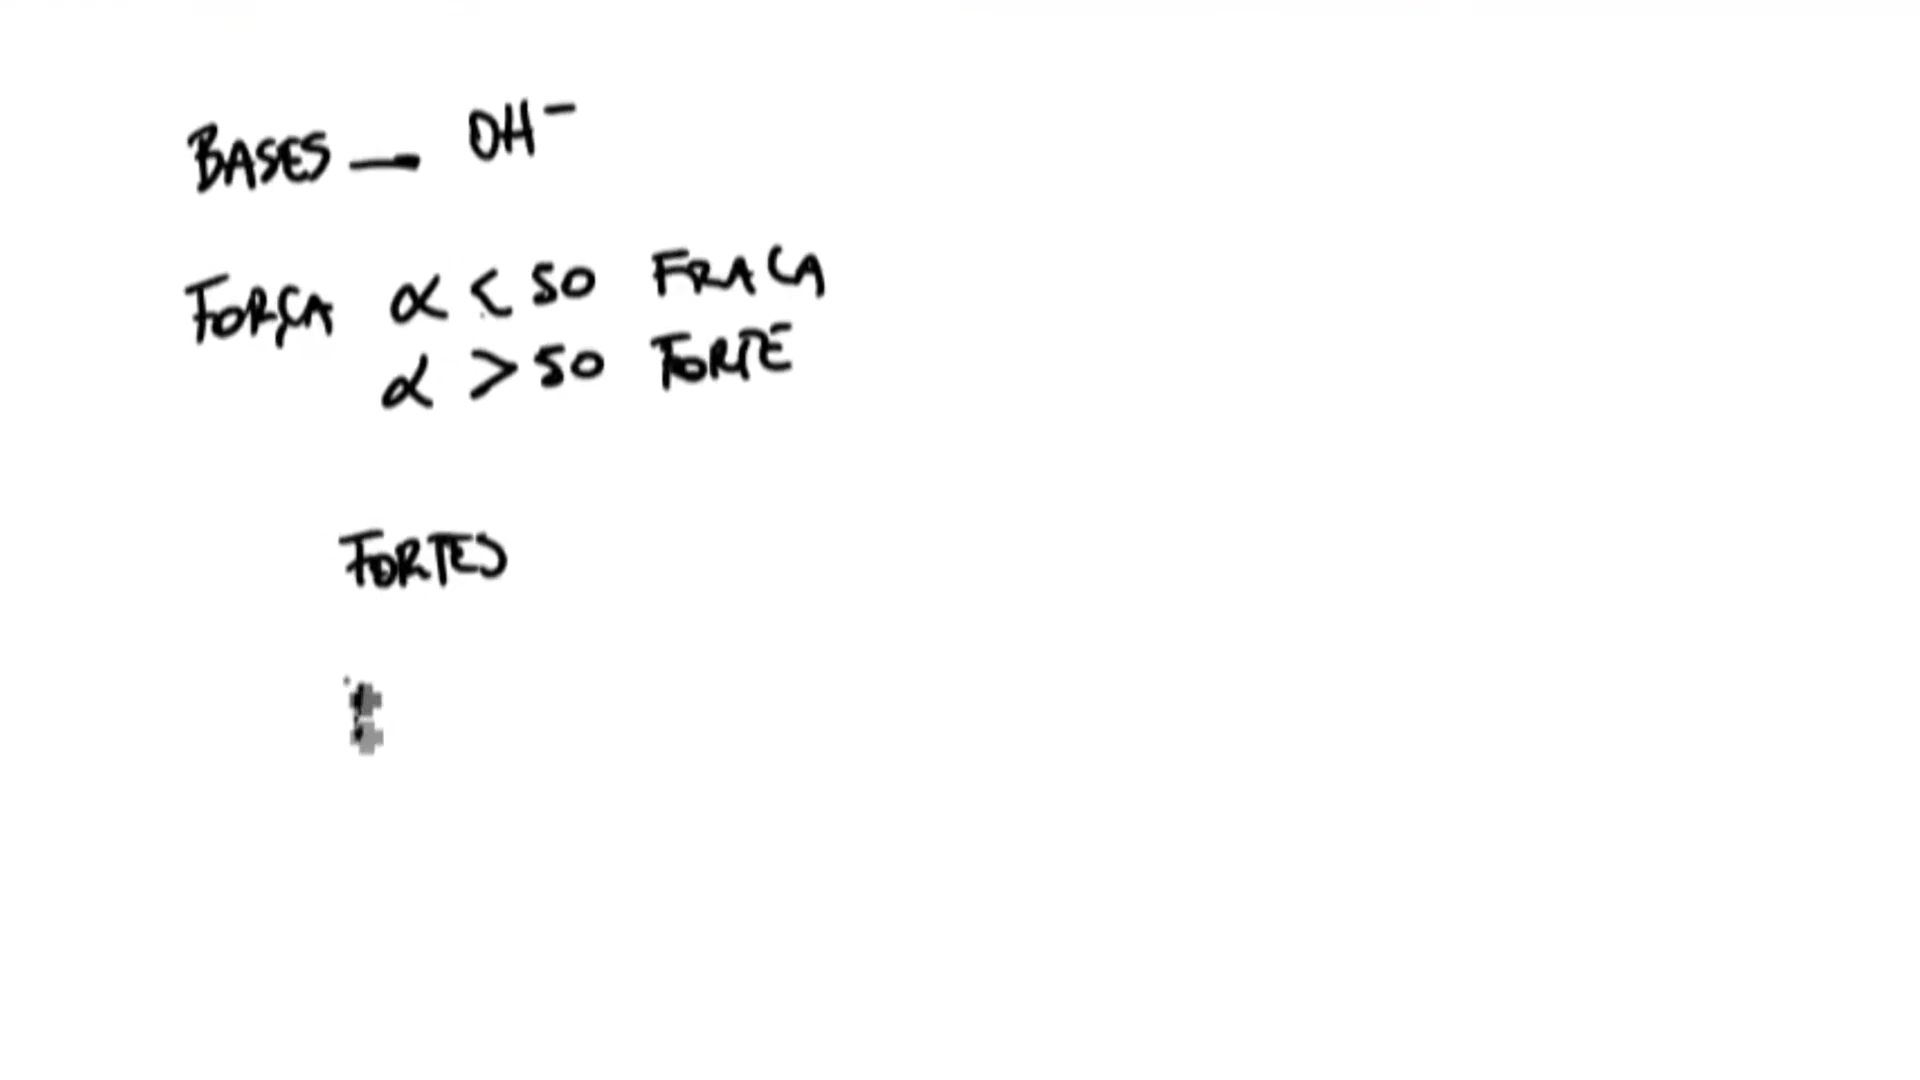 BASES — OH⁻
FORÇA α < 50 FRACA
α > 50 FORTE
FORTES